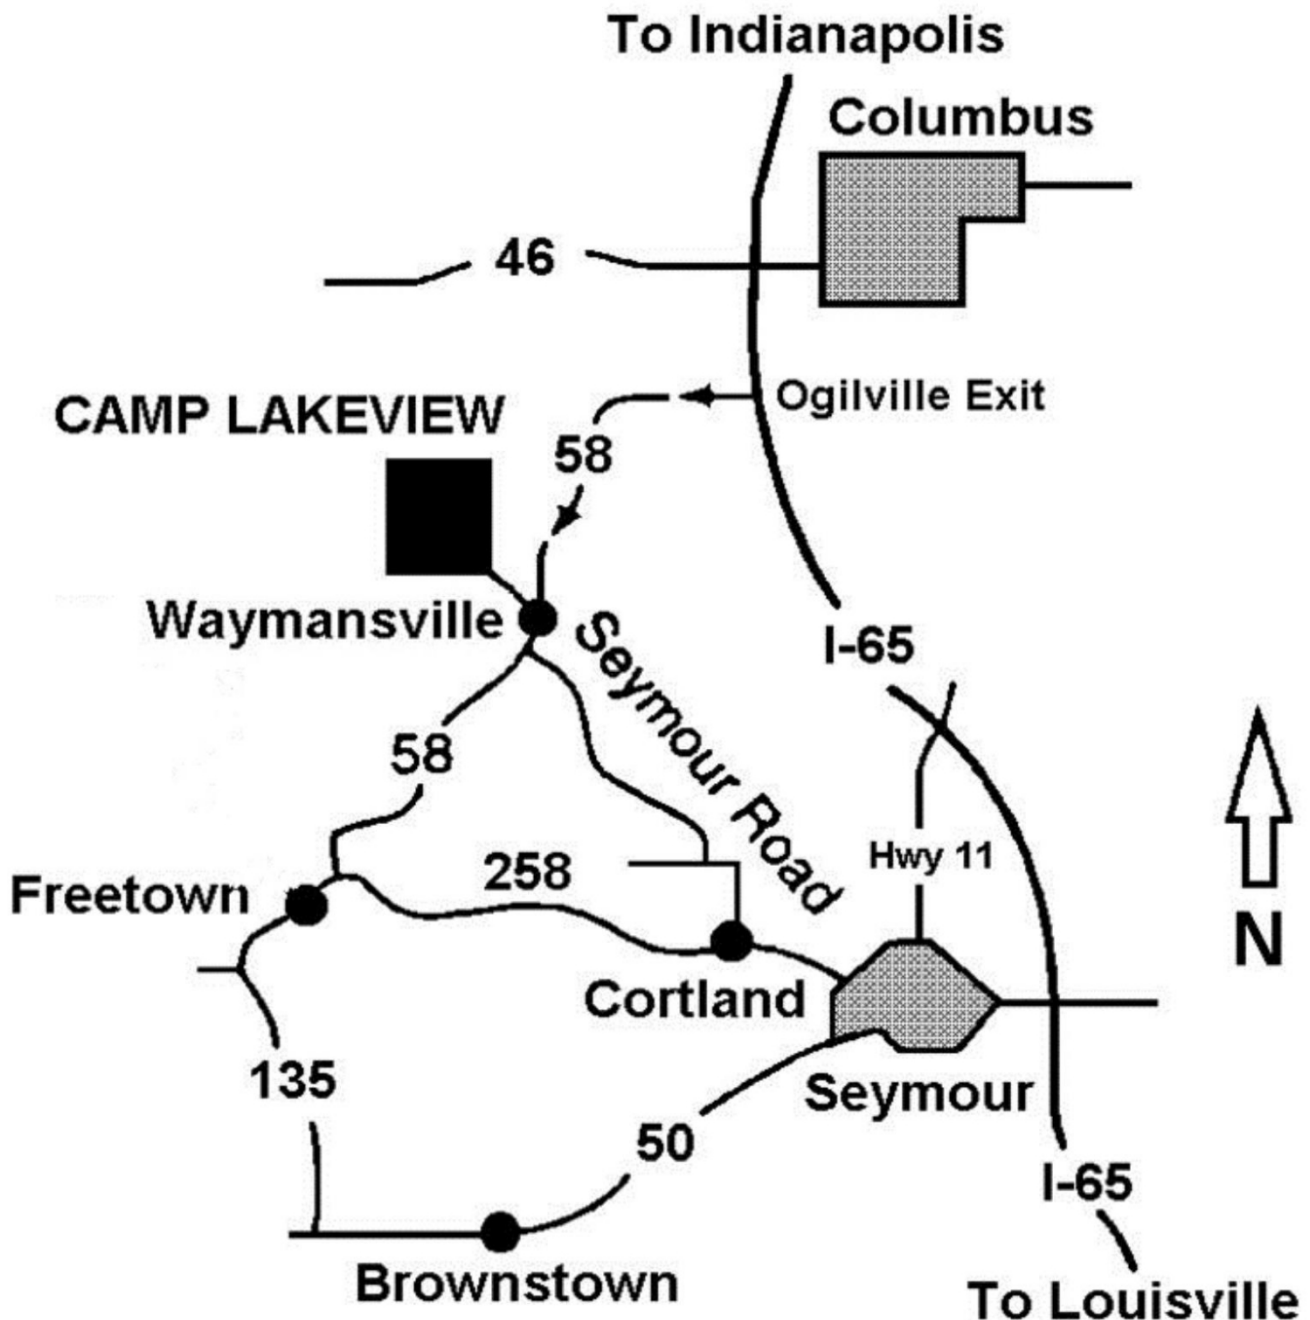 To Indianapolis
Columbus
46
Ogilville Exit
CAMP LAKEVIEW
58
Waymansville
Seymour Road
I-65
58
Hwy 11
258
Freetown
N
Cortland
135
Seymour
50
I-65
Brownstown
To Louisville